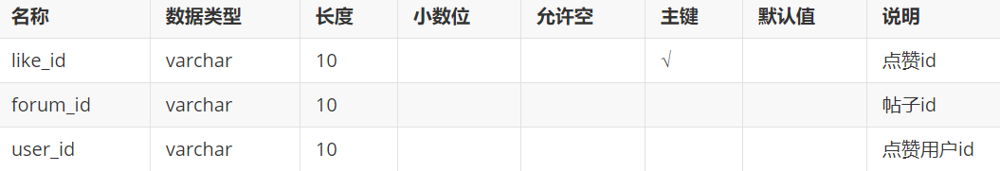 名称 数据类型 长度 小数位 允许空 主键 默认值 说明
like_id varchar 10 √ 点赞id
forum_id varchar 10 帖子id
user_id varchar 10 点赞用户id